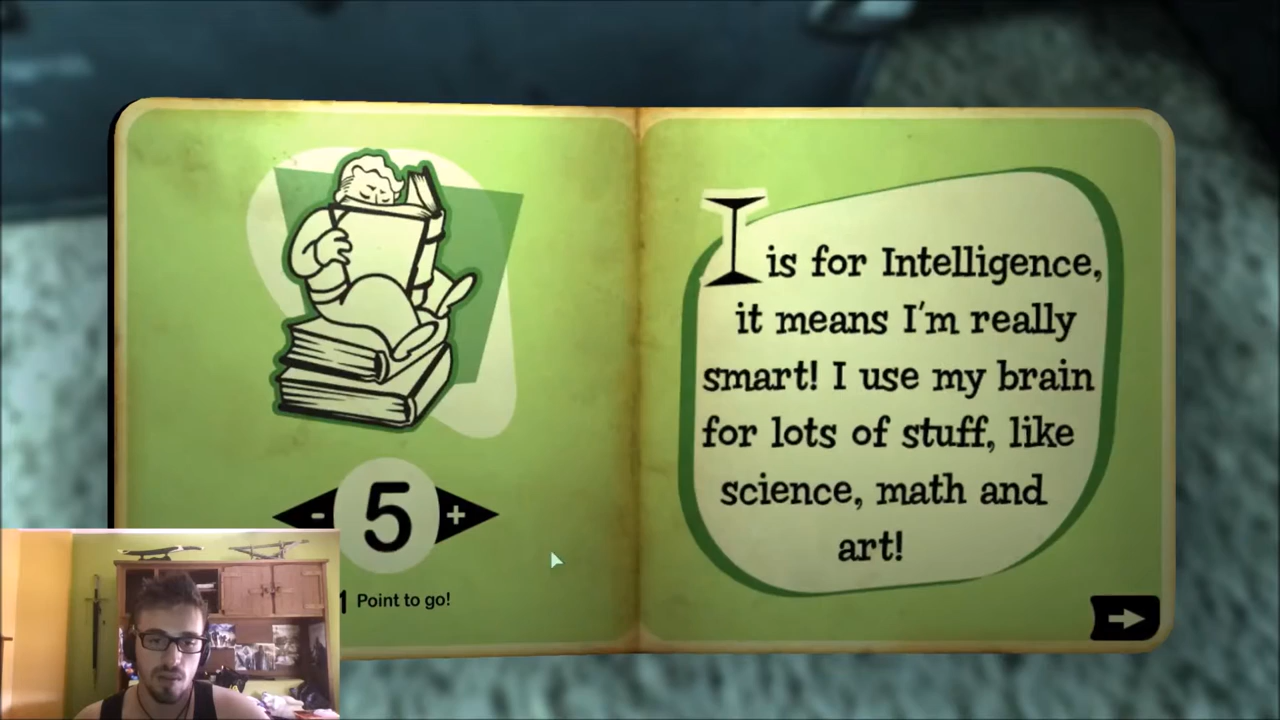 I is for Intelligence,
it means I'm really
smart! I use my brain
for lots of stuff, like
science, math and
art!
- 5 +
1 Point to go!